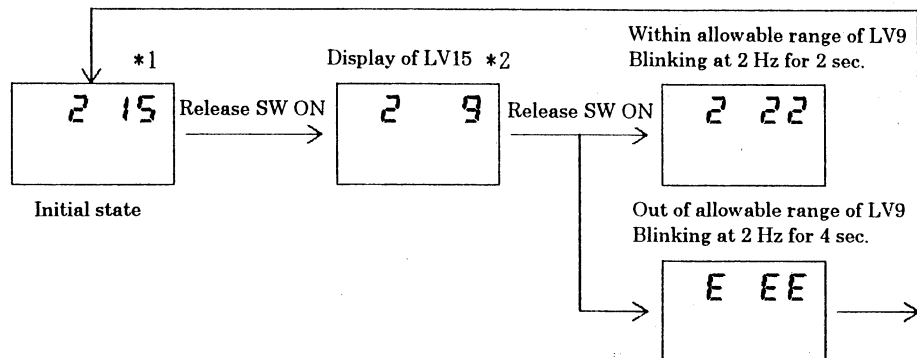 Within allowable range of LV9
*1
Display of LV15 *2
Blinking at 2 Hz for 2 sec.
2 15
Release SW ON
2 9
Release SW ON
2 22
Initial state
Out of allowable range of LV9
Blinking at 2 Hz for 4 sec.
E EE